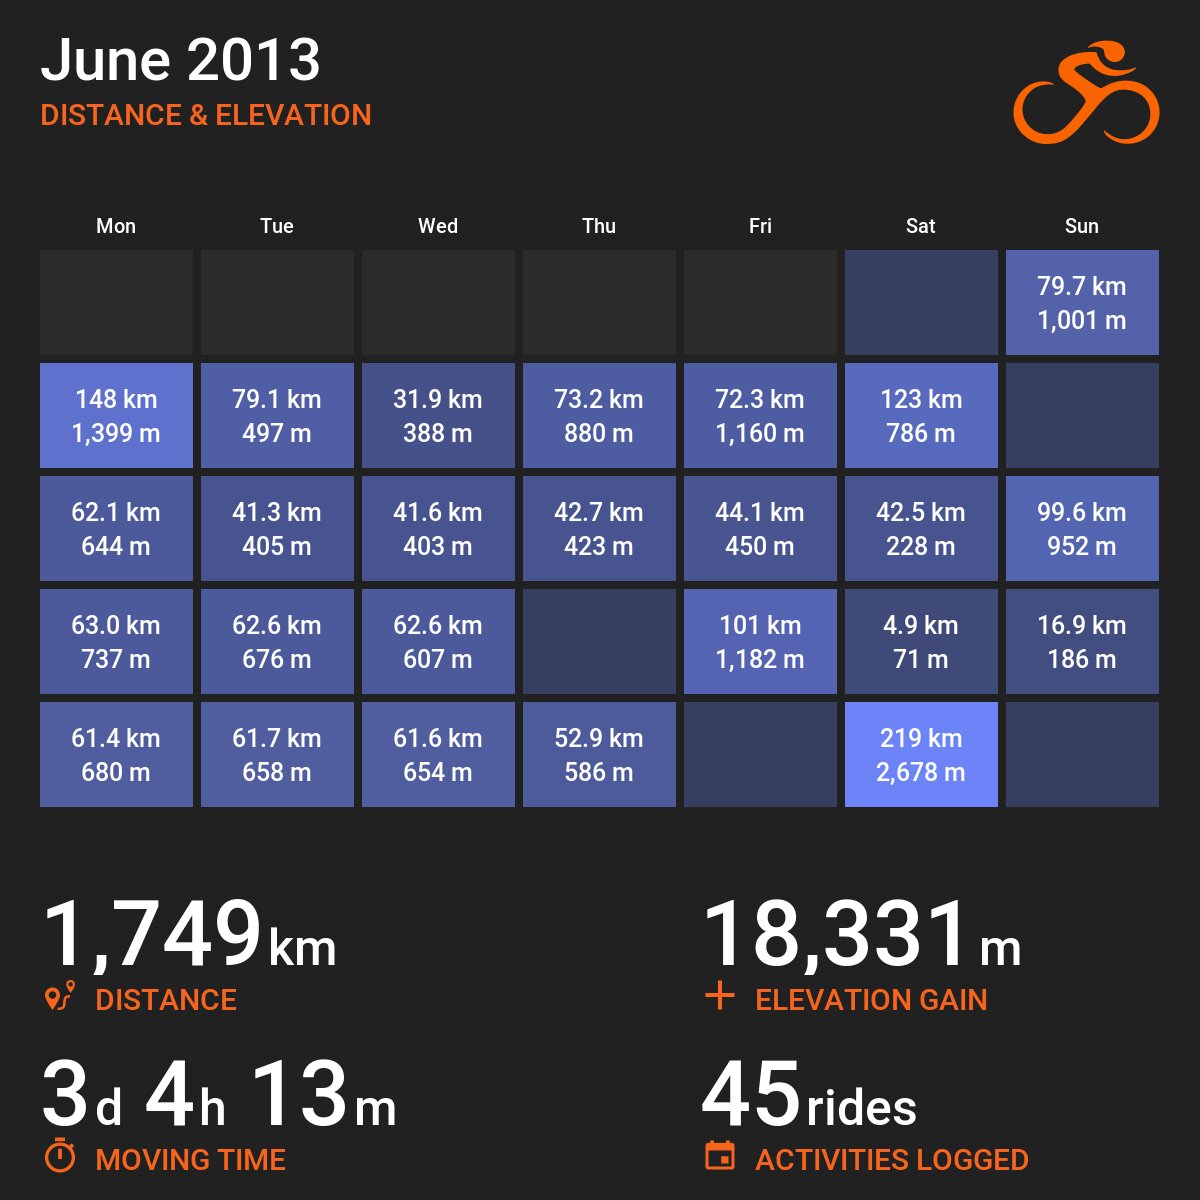 June 2013
DISTANCE & ELEVATION
Mon Tue Wed Thu Fri Sat Sun
79.7 km
1,001 m
148 km 79.1 km 31.9 km 73.2 km 72.3 km 123 km
1,399 m 497 m 388 m 880 m 1,160 m 786 m
62.1 km 41.3 km 41.6 km 42.7 km 44.1 km 42.5 km 99.6 km
644 m 405 m 403 m 423 m 450 m 228 m 952 m
63.0 km 62.6 km 62.6 km 101 km 4.9 km 16.9 km
737 m 676 m 607 m 1,182 m 71 m 186 m
61.4 km 61.7 km 61.6 km 52.9 km 219 km
680 m 658 m 654 m 586 m 2,678 m
1,749 km 18,331 m
DISTANCE ELEVATION GAIN
3d 4h 13m 45 rides
MOVING TIME ACTIVITIES LOGGED